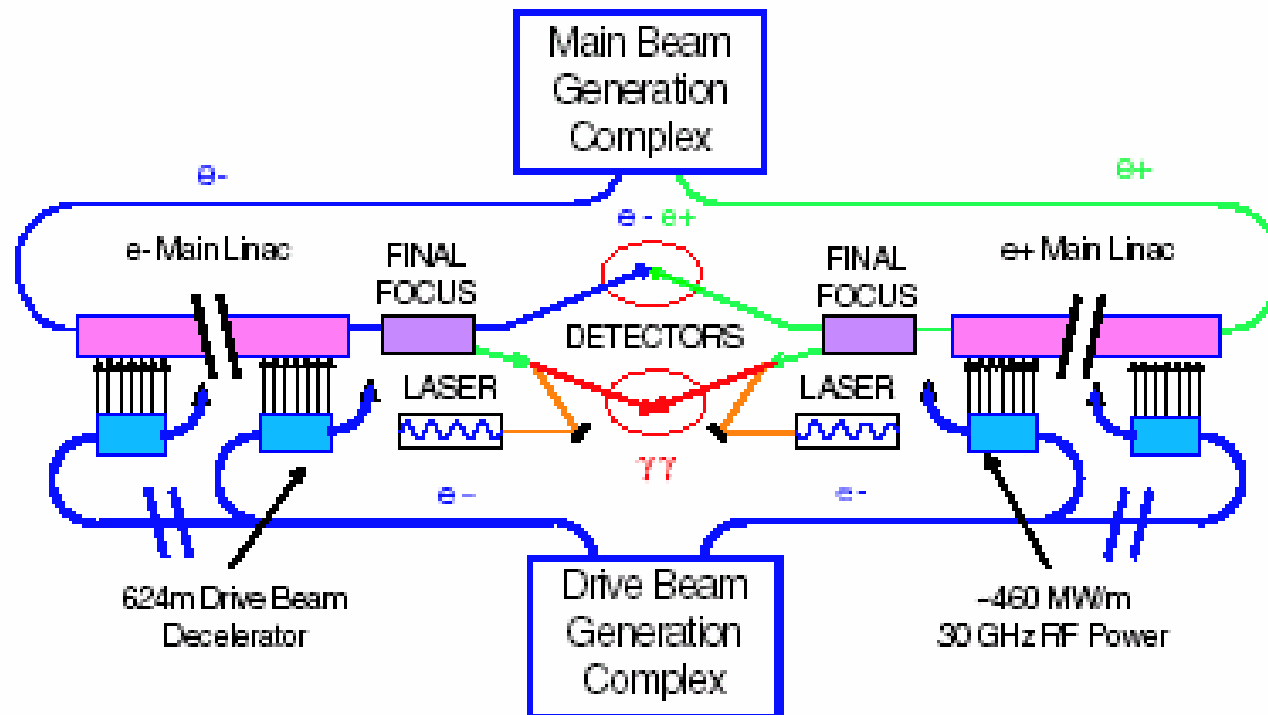 Main Beam
Generation
Complex
e-
e+
e- e+
e- Main Linac
FINAL
FOCUS
FINAL
FOCUS
e+ Main Linac
DETECTORS
LASER
LASER
γγ
e-
e-
624m Drive Beam
Decelerator
Drive Beam
Generation
Complex
~460 MW/m
30 GHz RF Power